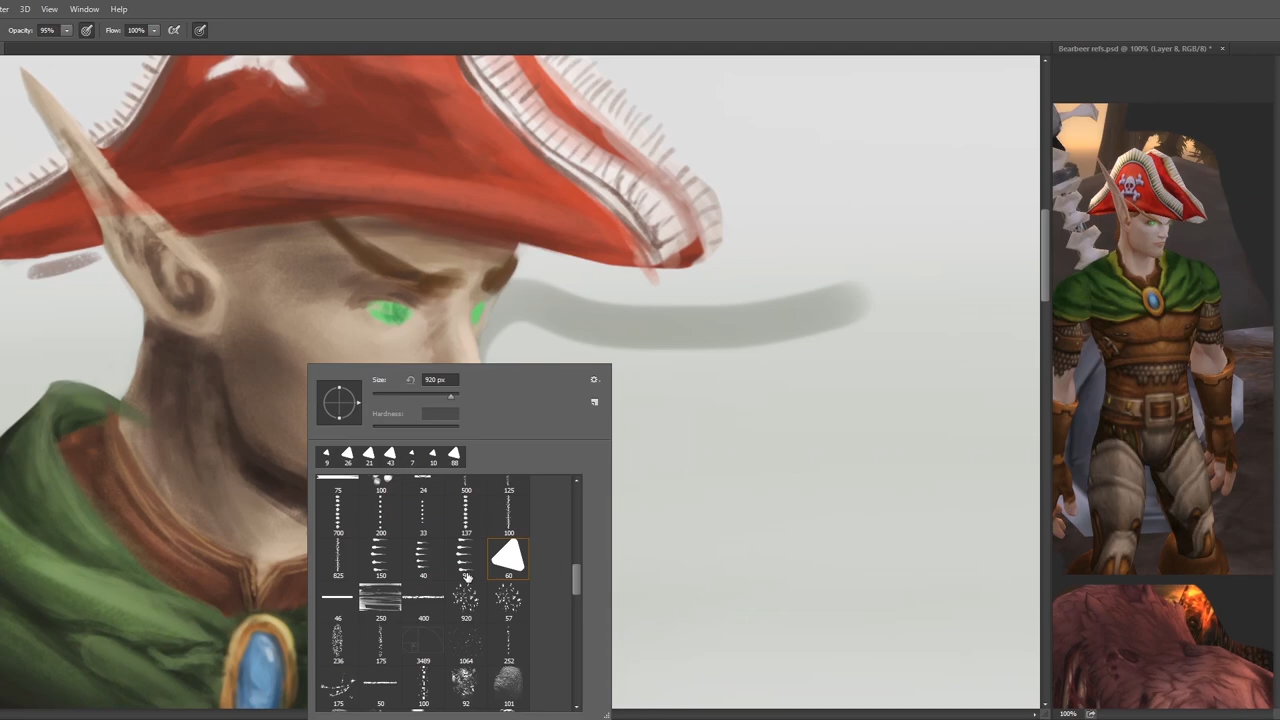 3D View Window Help
Opacity: 95% Flow: 100%
Bearbeer refs.psd @ 100% (Layer 8, RGB/8) *
Size: 920 px
Hardness:
9 26 21 43 7 10 88
75 100 24 500 125
700 200 33 137 100
825 150 40 60
46 250 400 920 57
236 175 3489 1064 252
175 50 100 92 101
100%